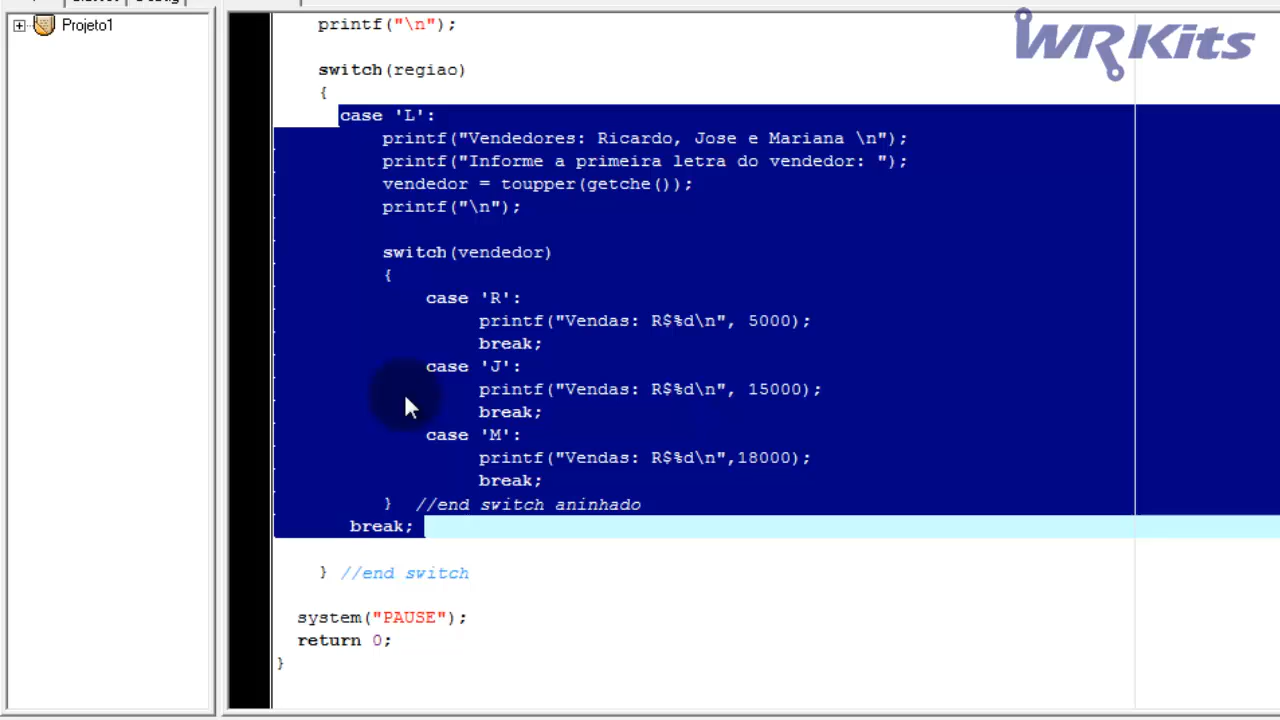 Projeto1
WR Kits
printf("\n");
switch(regiao)
{
case 'L':
printf("Vendedores: Ricardo, Jose e Mariana \n");
printf("Informe a primeira letra do vendedor: ");
vendedor = toupper(getche());
printf("\n");
switch(vendedor)
{
case 'R':
printf("Vendas: R$%d\n", 5000);
break;
case 'J':
printf("Vendas: R$%d\n", 15000);
break;
case 'M':
printf("Vendas: R$%d\n",18000);
break;
} //end switch aninhado
break;
} //end switch
system("PAUSE");
return 0;
}